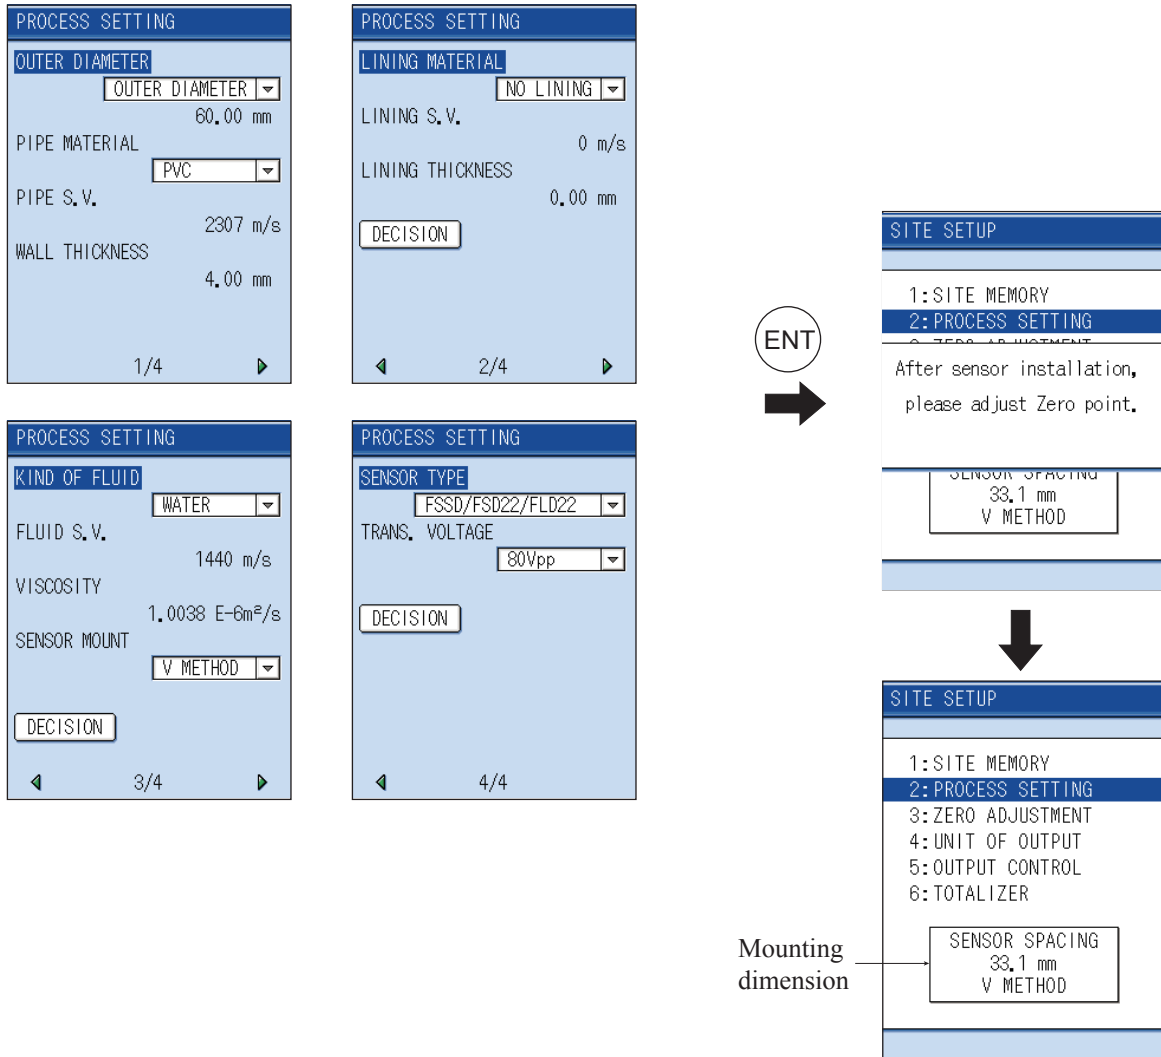 PROCESS SETTING
OUTER DIAMETER
OUTER DIAMETER
60.00 mm
PIPE MATERIAL
PVC
PIPE S.V.
2307 m/s
WALL THICKNESS
4.00 mm
1/4
PROCESS SETTING
LINING MATERIAL
NO LINING
LINING S.V.
0 m/s
LINING THICKNESS
0.00 mm
DECISION
2/4
PROCESS SETTING
KIND OF FLUID
WATER
FLUID S.V.
1440 m/s
VISCOSITY
1.0038 E-6m²/s
SENSOR MOUNT
V METHOD
DECISION
3/4
PROCESS SETTING
SENSOR TYPE
FSSD/FSD22/FLD22
TRANS. VOLTAGE
80Vpp
DECISION
4/4
ENT
SITE SETUP
1:SITE MEMORY
2:PROCESS SETTING
After sensor installation,
please adjust Zero point.
SENSOR SPACING
33.1 mm
V METHOD
SITE SETUP
1:SITE MEMORY
2:PROCESS SETTING
3:ZERO ADJUSTMENT
4:UNIT OF OUTPUT
5:OUTPUT CONTROL
6:TOTALIZER
SENSOR SPACING
33.1 mm
V METHOD
Mounting
dimension